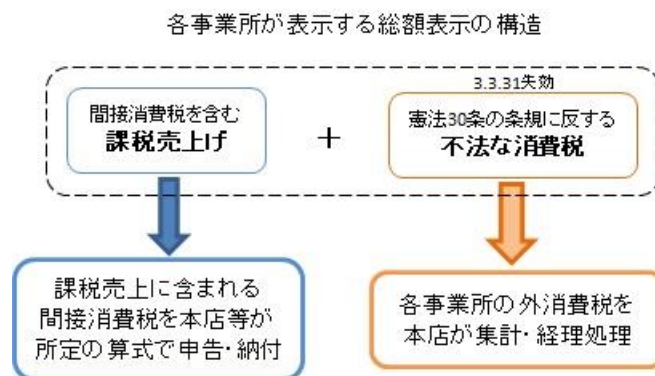 各事業所が表示する総額表示の構造
3.3.31失効
間接消費税を含む
課税売上げ
+
憲法30条の条規に反する
不法な消費税
課税売上に含まれる
間接消費税を本店等が
所定の算式で申告・納付
各事業所の外消費税を
本店が集計・経理処理